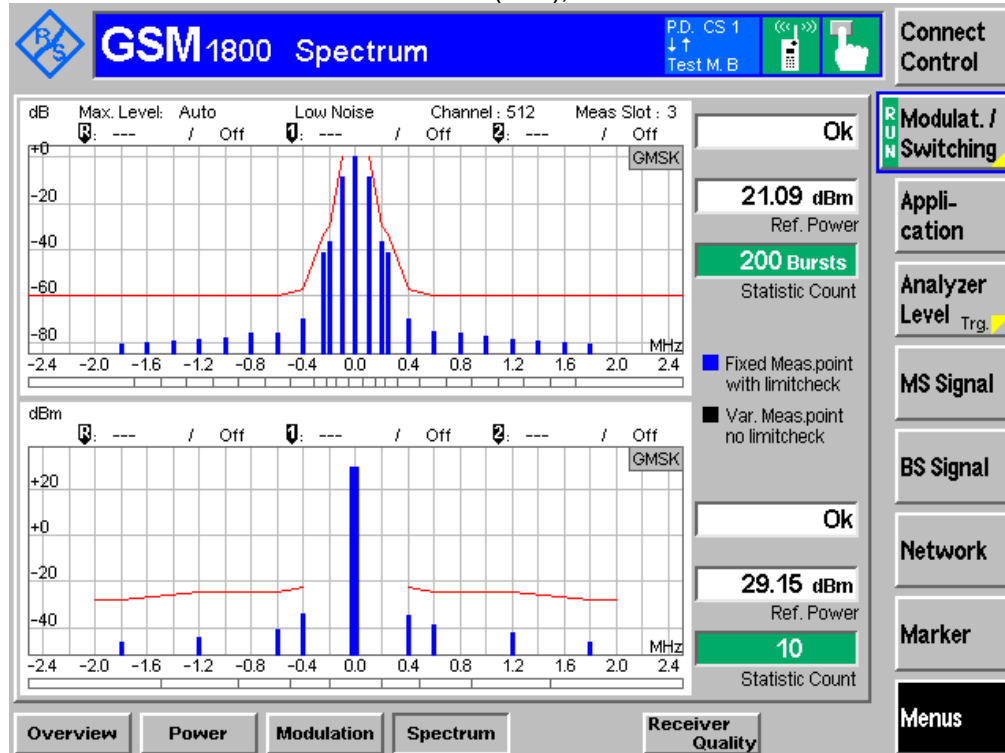 R&S
GSM 1800 Spectrum
P.D. CS 1
↓↑
Test M. B
Connect Control
dB Max. Level: Auto Low Noise Channel : 512 Meas Slot : 3
R: --- / Off 1: --- / Off 2: --- / Off
GMSK
+0
-20
-40
-60
-80
MHz
-2.4 -2.0 -1.6 -1.2 -0.8 -0.4 0.0 0.4 0.8 1.2 1.6 2.0 2.4
Ok
21.09 dBm
Ref. Power
200 Bursts
Statistic Count
Fixed Meas.point
with limitcheck
Var. Meas.point
no limitcheck
dBm
R: --- / Off 1: --- / Off 2: --- / Off
GMSK
+20
+0
-20
-40
MHz
-2.4 -2.0 -1.6 -1.2 -0.8 -0.4 0.0 0.4 0.8 1.2 1.6 2.0 2.4
Ok
29.15 dBm
Ref. Power
10
Statistic Count
RUN
Modulat. /
Switching
Appli-
cation
Analyzer
Level Trg.
MS Signal
BS Signal
Network
Marker
Menus
Overview Power Modulation Spectrum Receiver
Quality